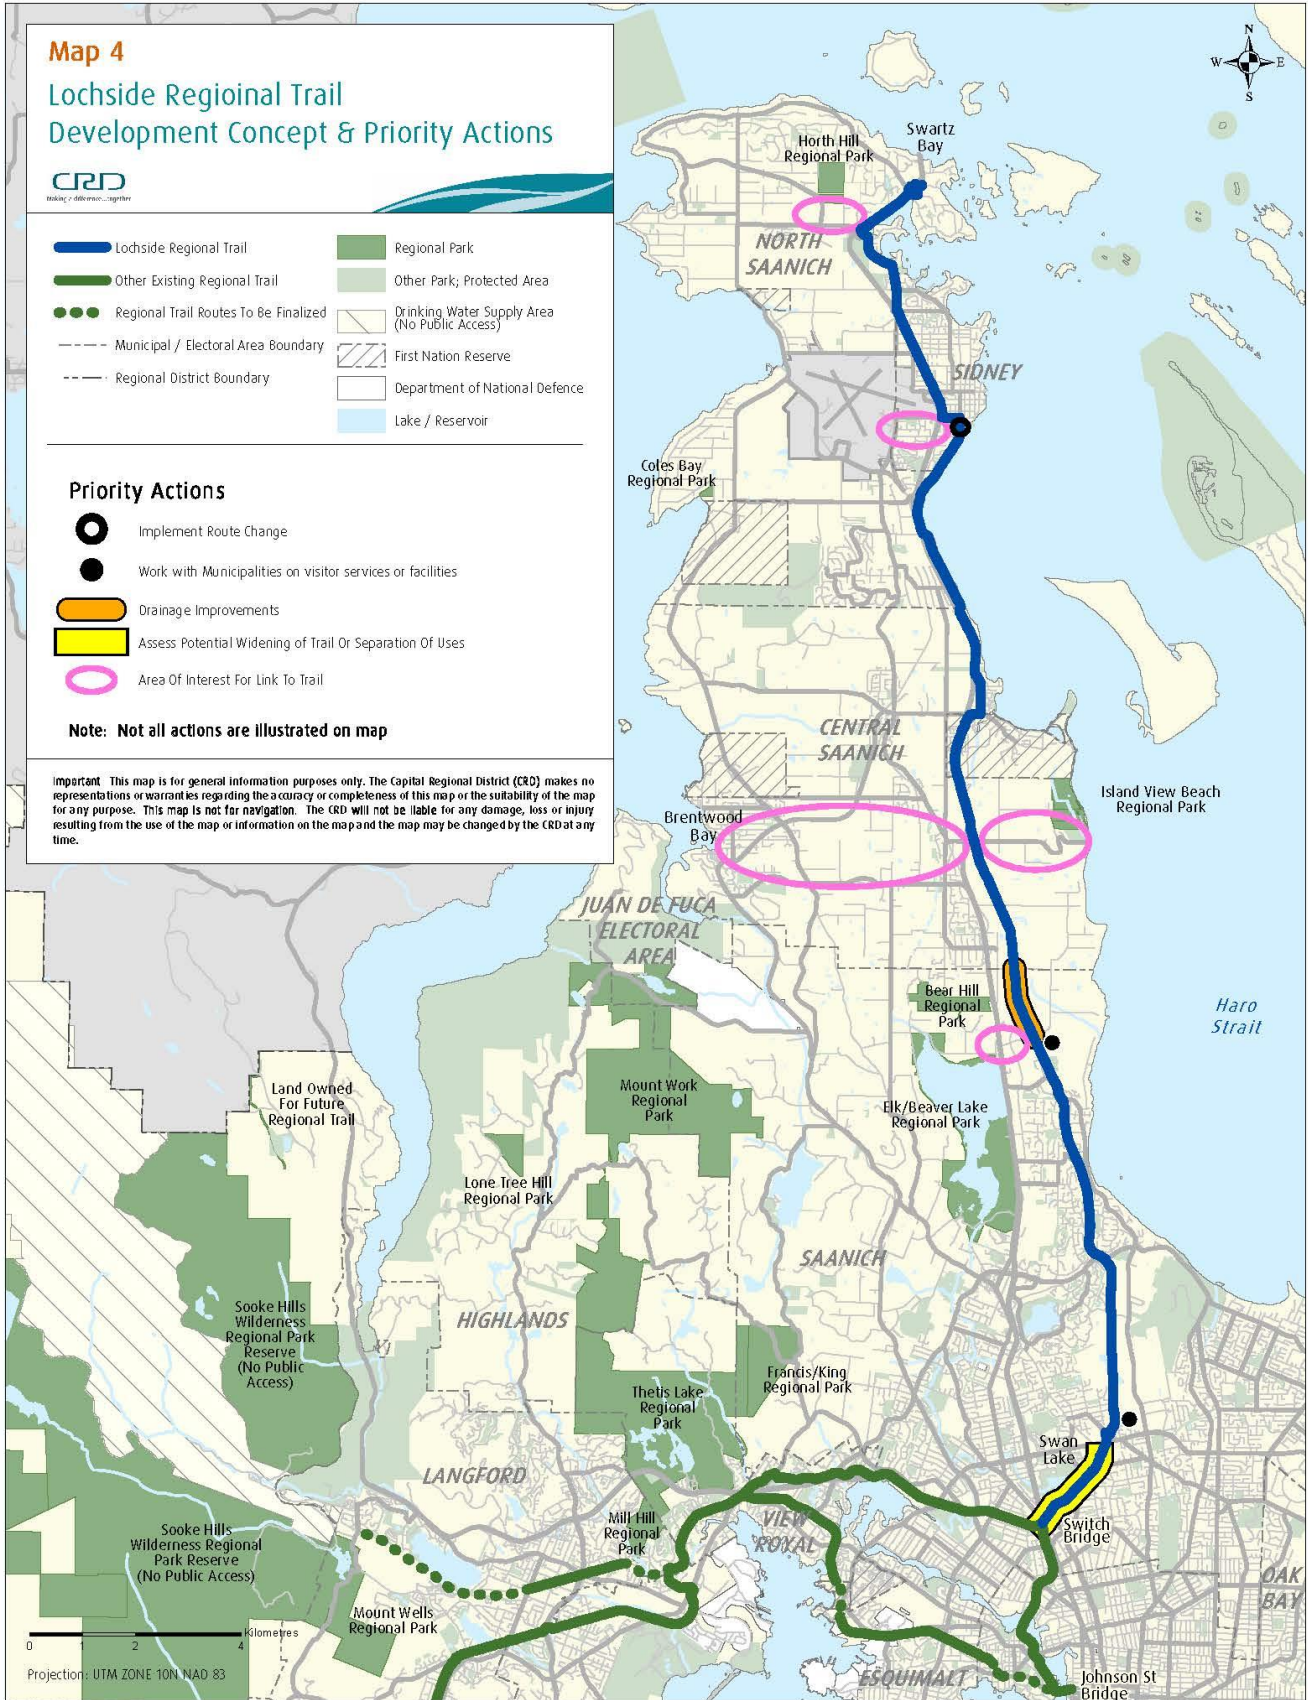 Map 4
Lochside Regioinal Trail
Development Concept & Priority Actions
CRD
Making a difference...together
Lochside Regional Trail
Other Existing Regional Trail
Regional Trail Routes To Be Finalized
Municipal / Electoral Area Boundary
Regional District Boundary
Regional Park
Other Park; Protected Area
Drinking Water Supply Area
(No Public Access)
First Nation Reserve
Department of National Defence
Lake / Reservoir
Priority Actions
Implement Route Change
Work with Municipalities on visitor services or facilities
Drainage Improvements
Assess Potential Widening of Trail Or Separation Of Uses
Area Of Interest For Link To Trail
Note: Not all actions are illustrated on map
Important This map is for general information purposes only. The Capital Regional District (CRD) makes no
representations or warranties regarding the accuracy or completeness of this map or the suitability of the map
for any purpose. This map is not for navigation. The CRD will not be liable for any damage, loss or injury
resulting from the use of the map or information on the map and the map may be changed by the CRD at any
time.
N
W
E
S
Swartz
Bay
Horth Hill
Regional Park
NORTH
SAANICH
SIDNEY
Coles Bay
Regional Park
CENTRAL
SAANICH
Island View Beach
Regional Park
Brentwood
Bay
JUAN DE FUCA
ELECTORAL
AREA
Bear Hill
Regional
Park
Haro
Strait
Land Owned
For Future
Regional Trail
Mount Work
Regional
Park
Elk/Beaver Lake
Regional Park
Lone Tree Hill
Regional Park
SAANICH
HIGHLANDS
Sooke Hills
Wilderness
Regional Park
Reserve
(No Public
Access)
Francis/King
Regional Park
Thetis Lake
Regional
Park
Swan
Lake
LANGFORD
Mill Hill
Regional
Park
VIEW
ROYAL
Switch
Bridge
Sooke Hills
Wilderness Regional
Park Reserve
(No Public Access)
OAK
BAY
Mount Wells
Regional Park
0 1 2 4 Kilometres
Projection: UTM ZONE 10N NAD 83
ESQUIMALT
Johnson St
Bridge